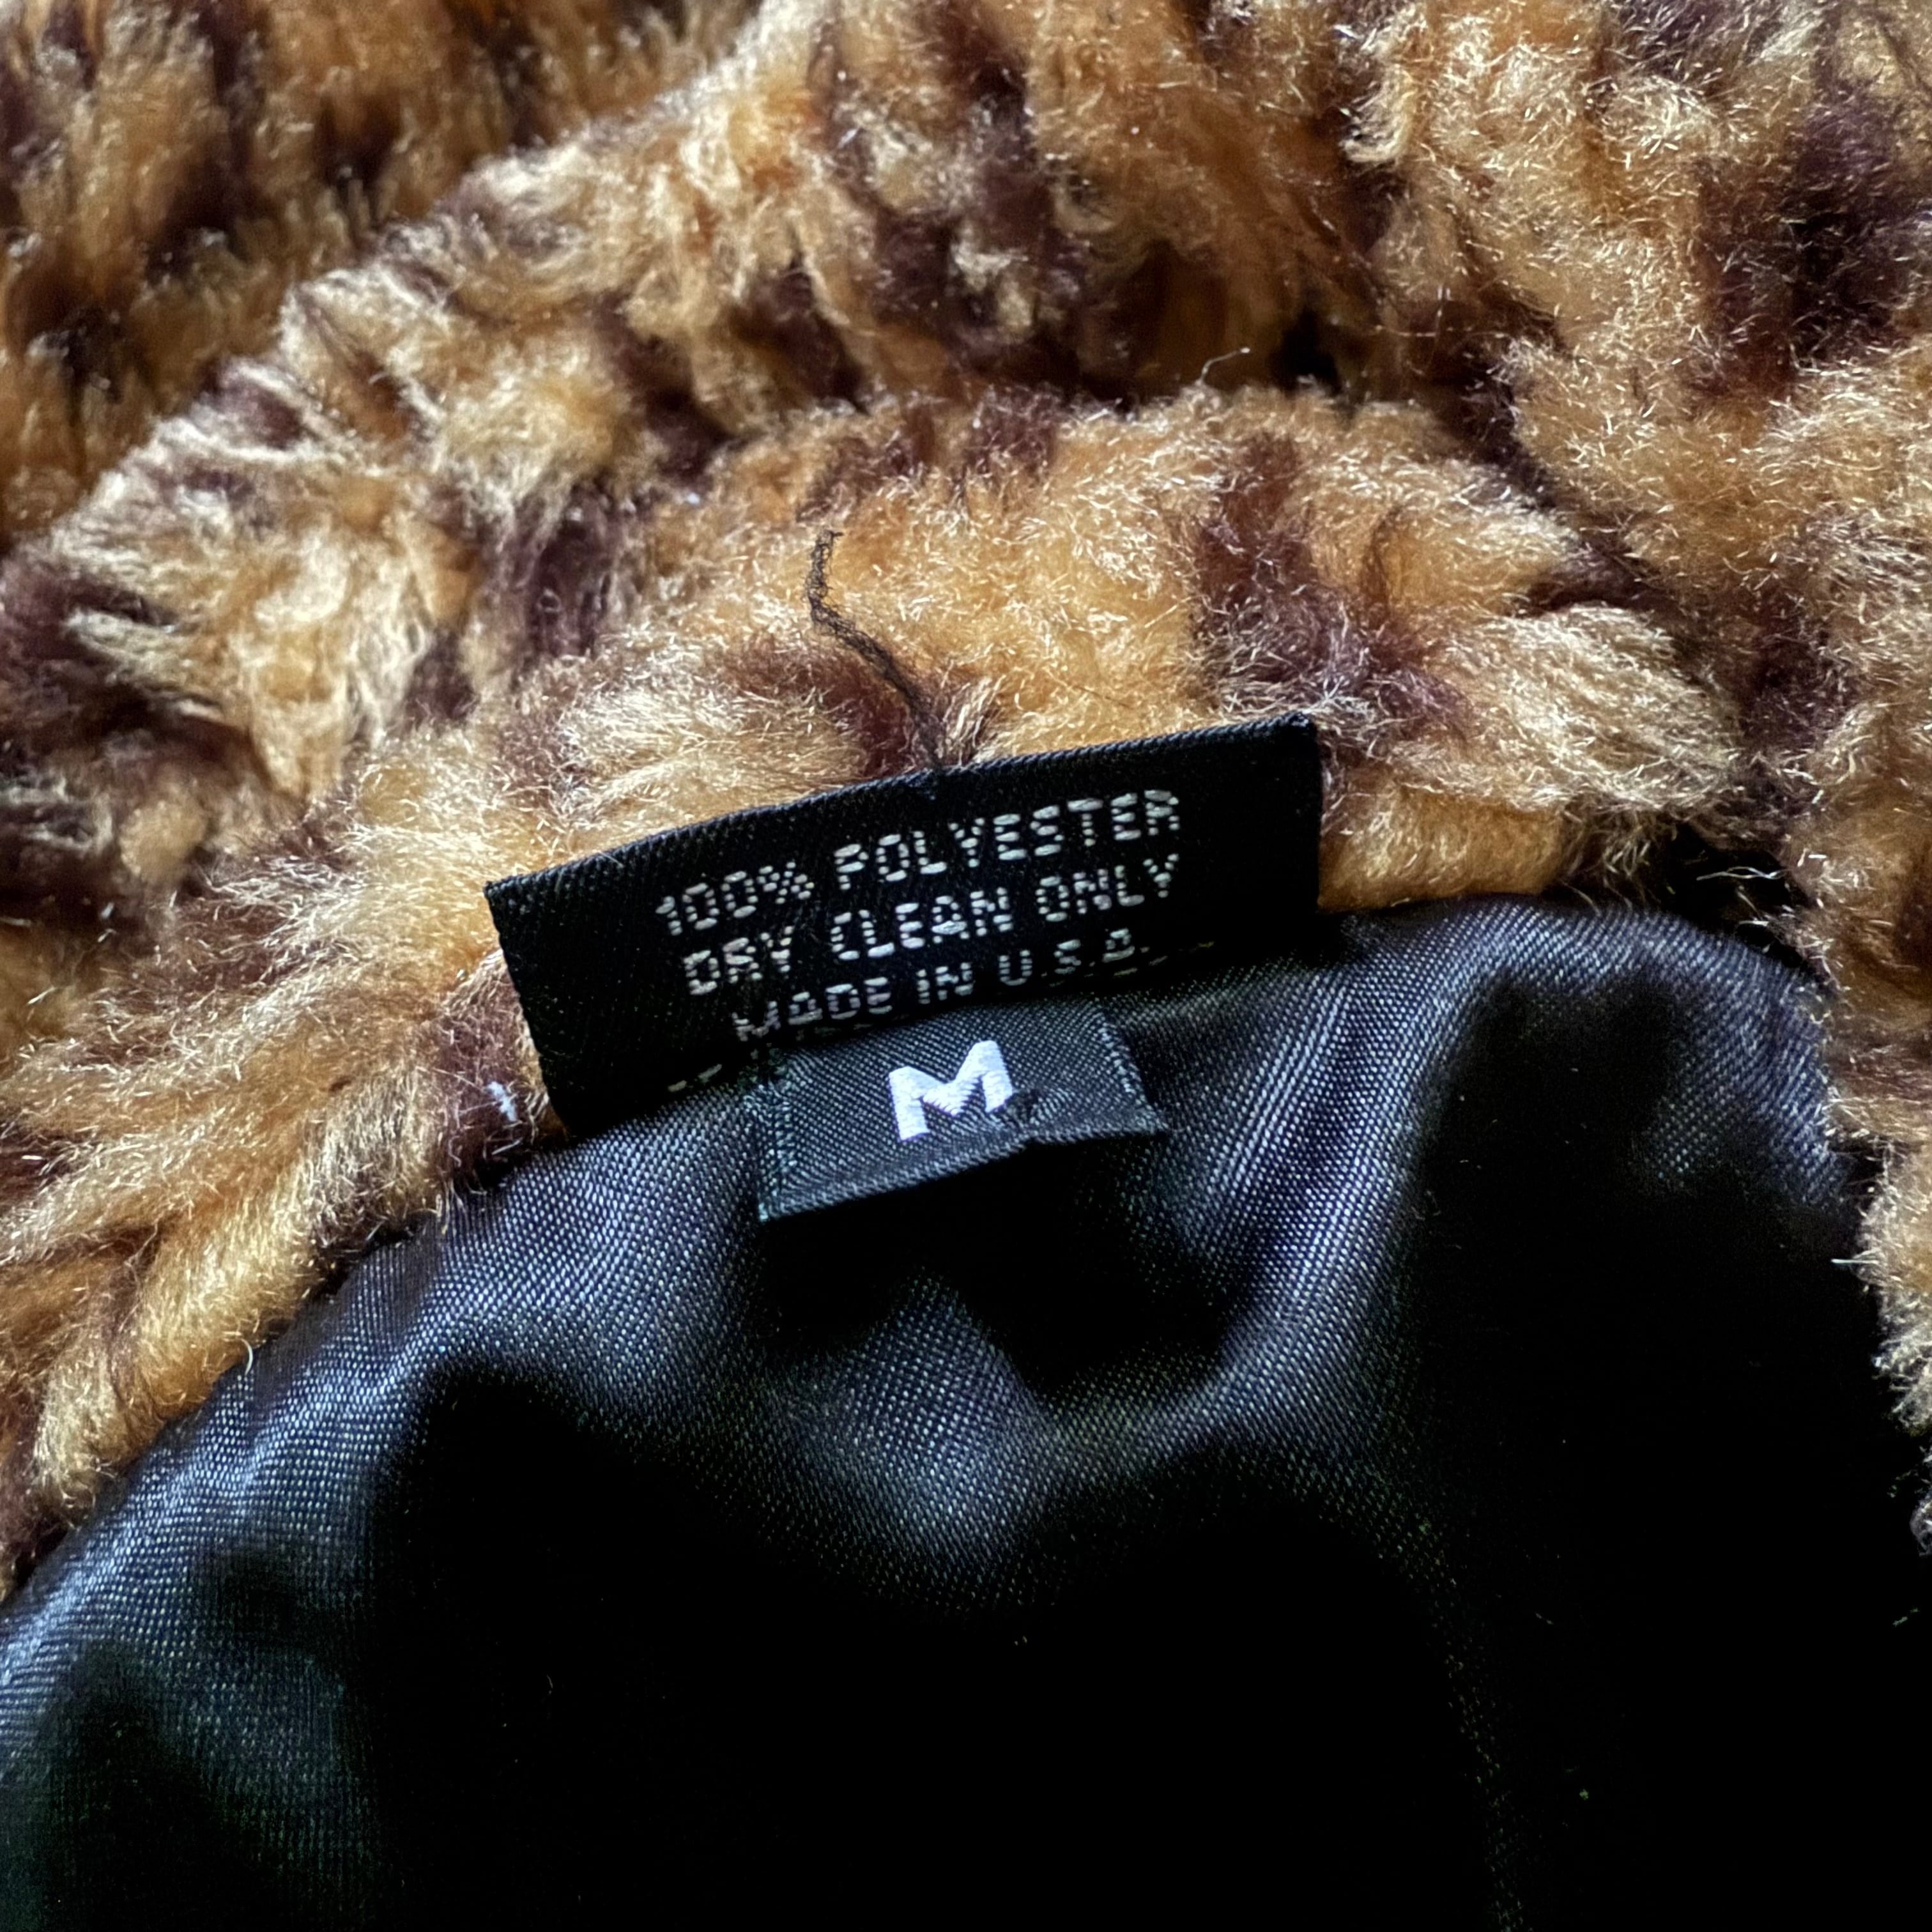 100% POLYESTER
DRY CLEAN ONLY
MADE IN U.S.A.
M